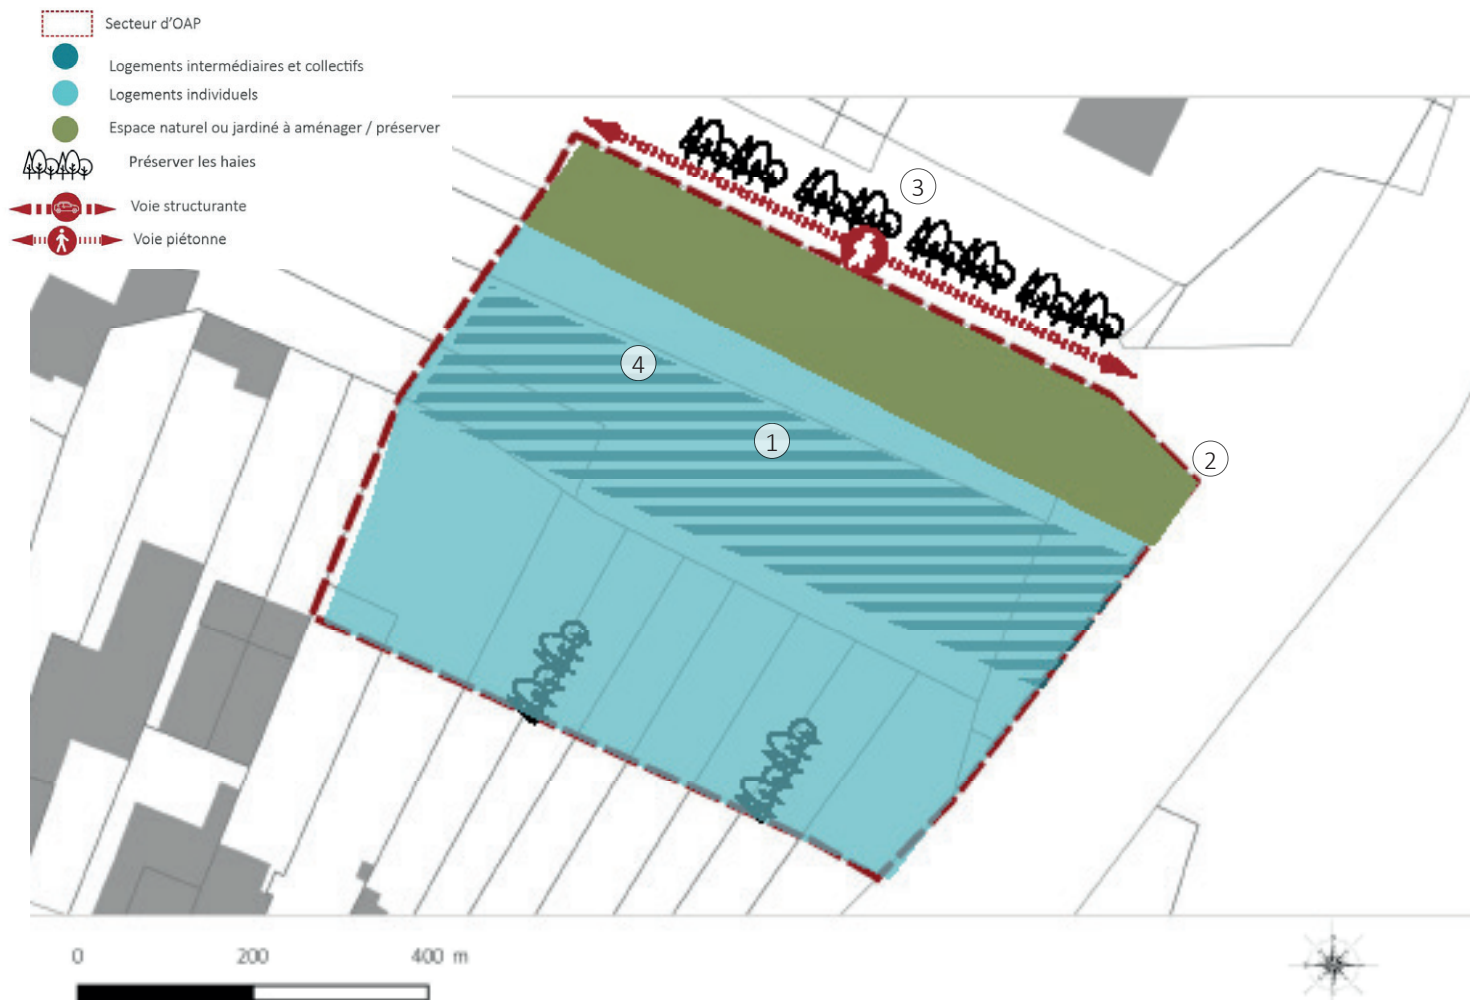 Secteur d’OAP
Logements intermédiaires et collectifs
Logements individuels
Espace naturel ou jardiné à aménager / préserver
Préserver les haies
Voie structurante
Voie piétonne
3
4
1
2
0 200 400 m